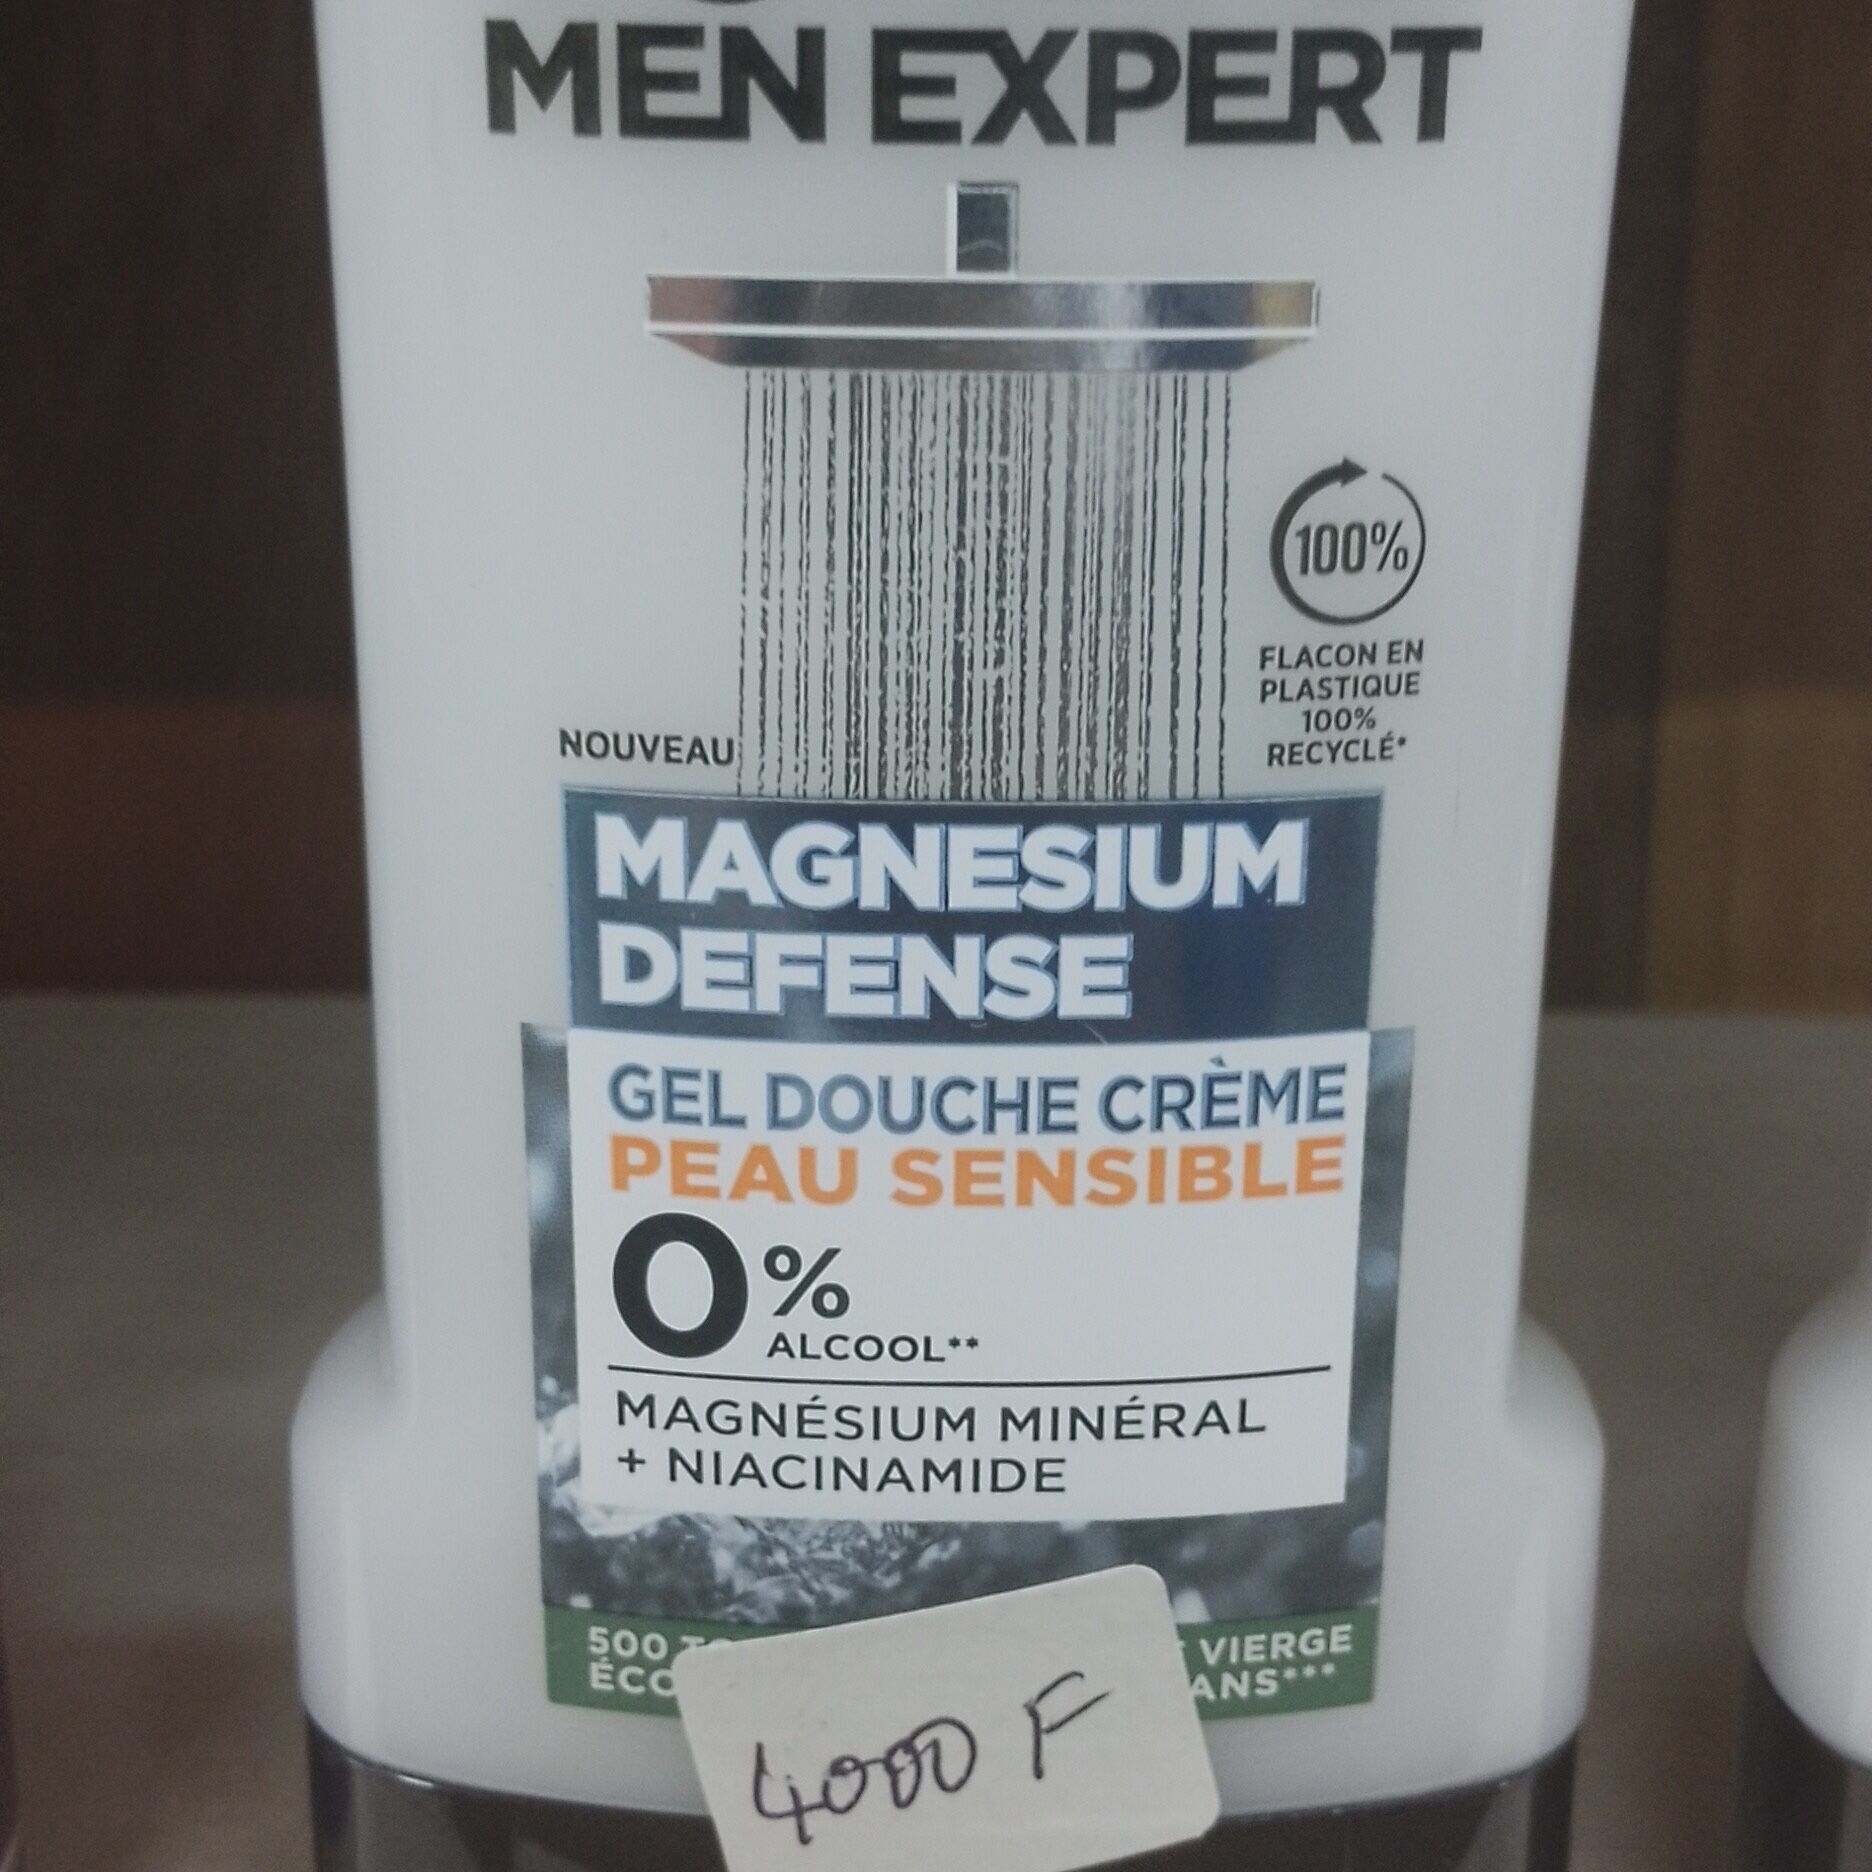 MEN EXPERT
100%
FLACON EN
PLASTIQUE
100%
RECYCLÉ*
NOUVEAU
MAGNESIUM
DEFENSE
GEL DOUCHE CRÈME
PEAU SENSIBLE
0%
ALCOOL**
MAGNÉSIUM MINÉRAL
+ NIACINAMIDE
500 VIERGE
ANS***
4000 F